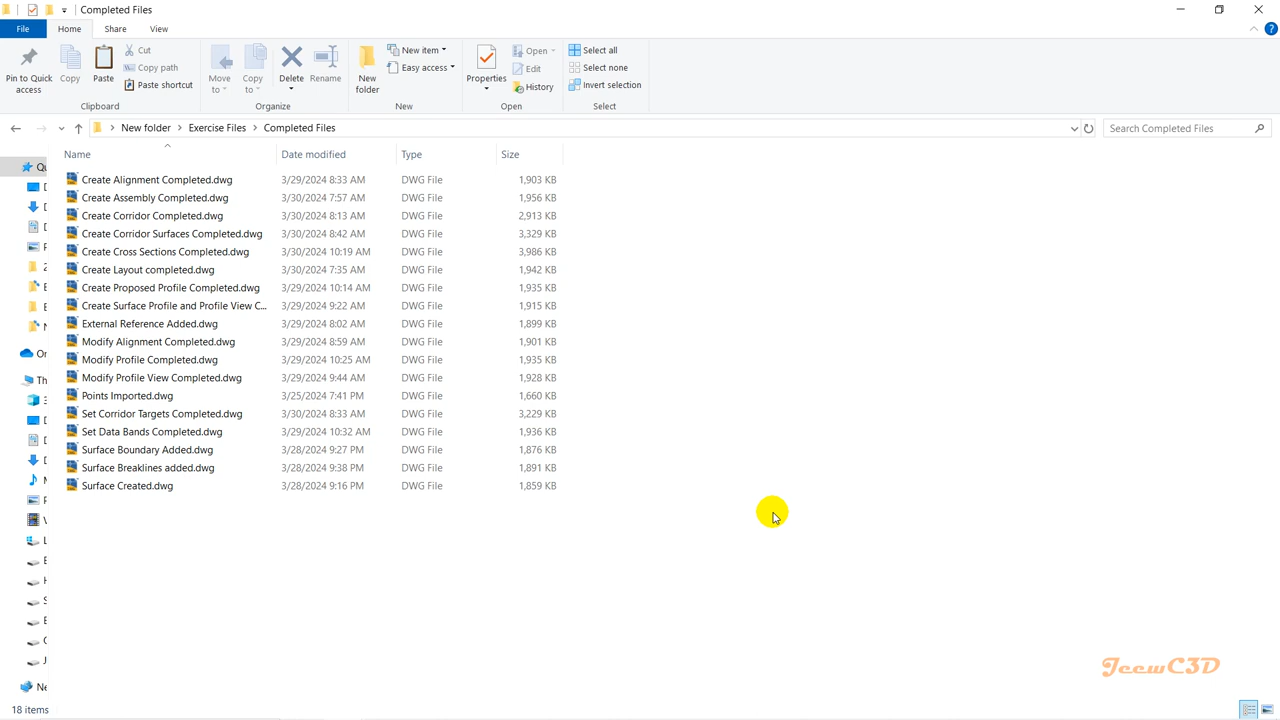 Completed Files
File Home Share View
Pin to Quick access
Copy
Paste
Cut
Copy path
Paste shortcut
Clipboard
Move to
Copy to
Delete
Rename
Organize
New folder
New item
Easy access
New
Properties
Open
Edit
History
Open
Select all
Select none
Invert selection
Select
New folder Exercise Files Completed Files
Search Completed Files
Name Date modified Type Size
Create Alignment Completed.dwg 3/29/2024 8:33 AM DWG File 1,903 KB
Create Assembly Completed.dwg 3/30/2024 7:57 AM DWG File 1,956 KB
Create Corridor Completed.dwg 3/30/2024 8:13 AM DWG File 2,913 KB
Create Corridor Surfaces Completed.dwg 3/30/2024 8:42 AM DWG File 3,329 KB
Create Cross Sections Completed.dwg 3/30/2024 10:19 AM DWG File 3,986 KB
Create Layout completed.dwg 3/30/2024 7:35 AM DWG File 1,942 KB
Create Proposed Profile Completed.dwg 3/29/2024 10:14 AM DWG File 1,935 KB
Create Surface Profile and Profile View C... 3/29/2024 9:22 AM DWG File 1,915 KB
External Reference Added.dwg 3/29/2024 8:02 AM DWG File 1,899 KB
Modify Alignment Completed.dwg 3/29/2024 8:59 AM DWG File 1,901 KB
Modify Profile Completed.dwg 3/29/2024 10:25 AM DWG File 1,935 KB
Modify Profile View Completed.dwg 3/29/2024 9:44 AM DWG File 1,928 KB
Points Imported.dwg 3/25/2024 7:41 PM DWG File 1,660 KB
Set Corridor Targets Completed.dwg 3/30/2024 8:33 AM DWG File 3,229 KB
Set Data Bands Completed.dwg 3/29/2024 10:32 AM DWG File 1,936 KB
Surface Boundary Added.dwg 3/28/2024 9:27 PM DWG File 1,876 KB
Surface Breaklines added.dwg 3/28/2024 9:38 PM DWG File 1,891 KB
Surface Created.dwg 3/28/2024 9:16 PM DWG File 1,859 KB
JeewC3D
18 items